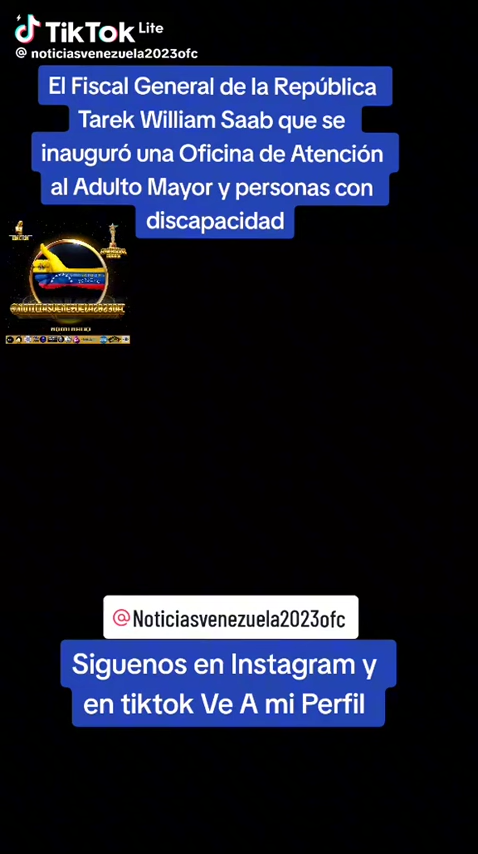 TikTok Lite
@ noticiasvenezuela2023ofc
El Fiscal General de la República
Tarek William Saab que se
inauguró una Oficina de Atención
al Adulto Mayor y personas con
discapacidad
@Noticiasvenezuela2023ofc
Siguenos en Instagram y
en tiktok Ve A mi Perfil